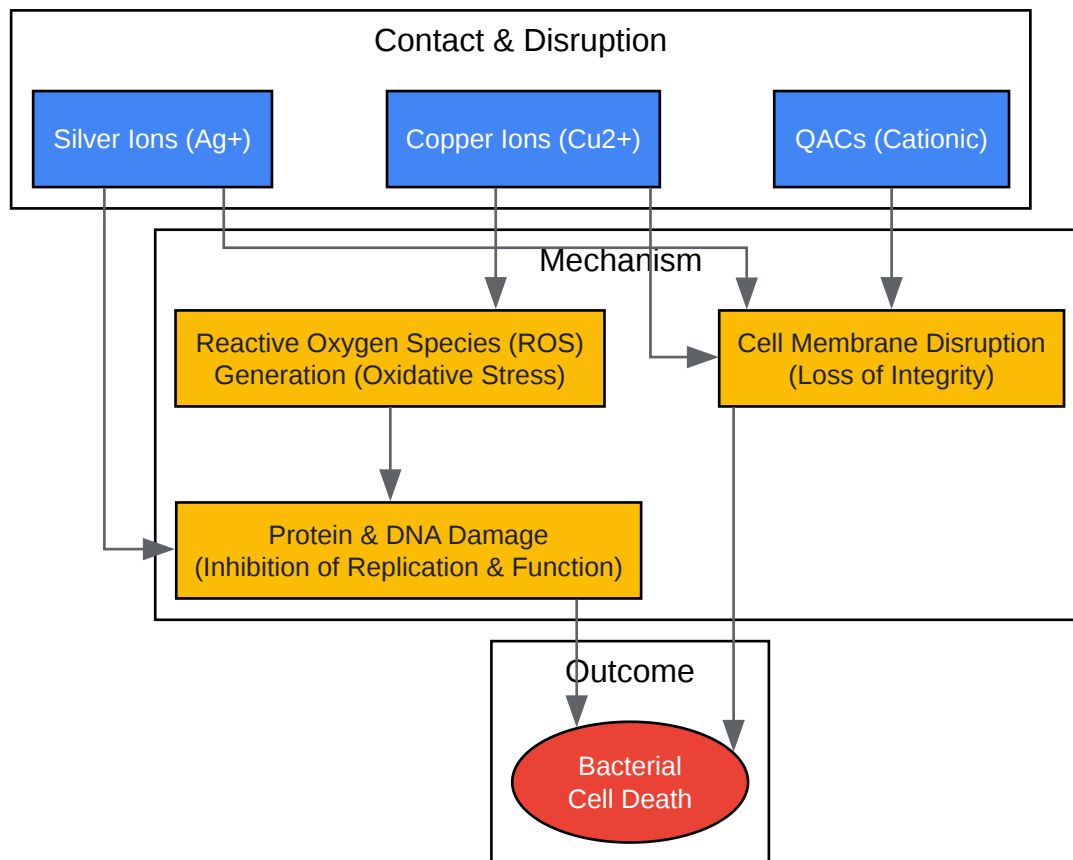 Contact & Disruption
Silver Ions (Ag+)
Copper Ions (Cu2+)
QACs (Cationic)
Mechanism
Reactive Oxygen Species (ROS)
Generation (Oxidative Stress)
Cell Membrane Disruption
(Loss of Integrity)
Protein & DNA Damage
(Inhibition of Replication & Function)
Outcome
Bacterial
Cell Death